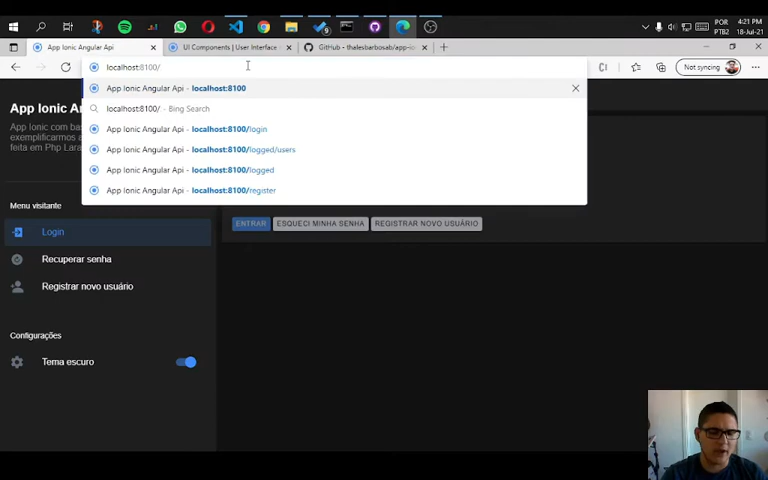 POR
PTB2
4:21 PM
18-Jul-21
9
App Ionic Angular Api
UI Components | User Interface
GitHub - thalesbarbosab/app-io
localhost:8100/
Not syncing
App Ionic Angular Api - localhost:8100
localhost:8100/ - Bing Search
App Ionic Angular Api - localhost:8100/login
App Ionic Angular Api - localhost:8100/logged/users
App Ionic Angular Api - localhost:8100/logged
App Ionic Angular Api - localhost:8100/register
App Ionic An
App Ionic com bas
exemplificarmos a
feita em Php Lara
Menu visitante
Login
Recuperar senha
Registrar novo usuário
Configurações
Tema escuro
ENTRAR
ESQUECI MINHA SENHA
REGISTRAR NOVO USUÁRIO